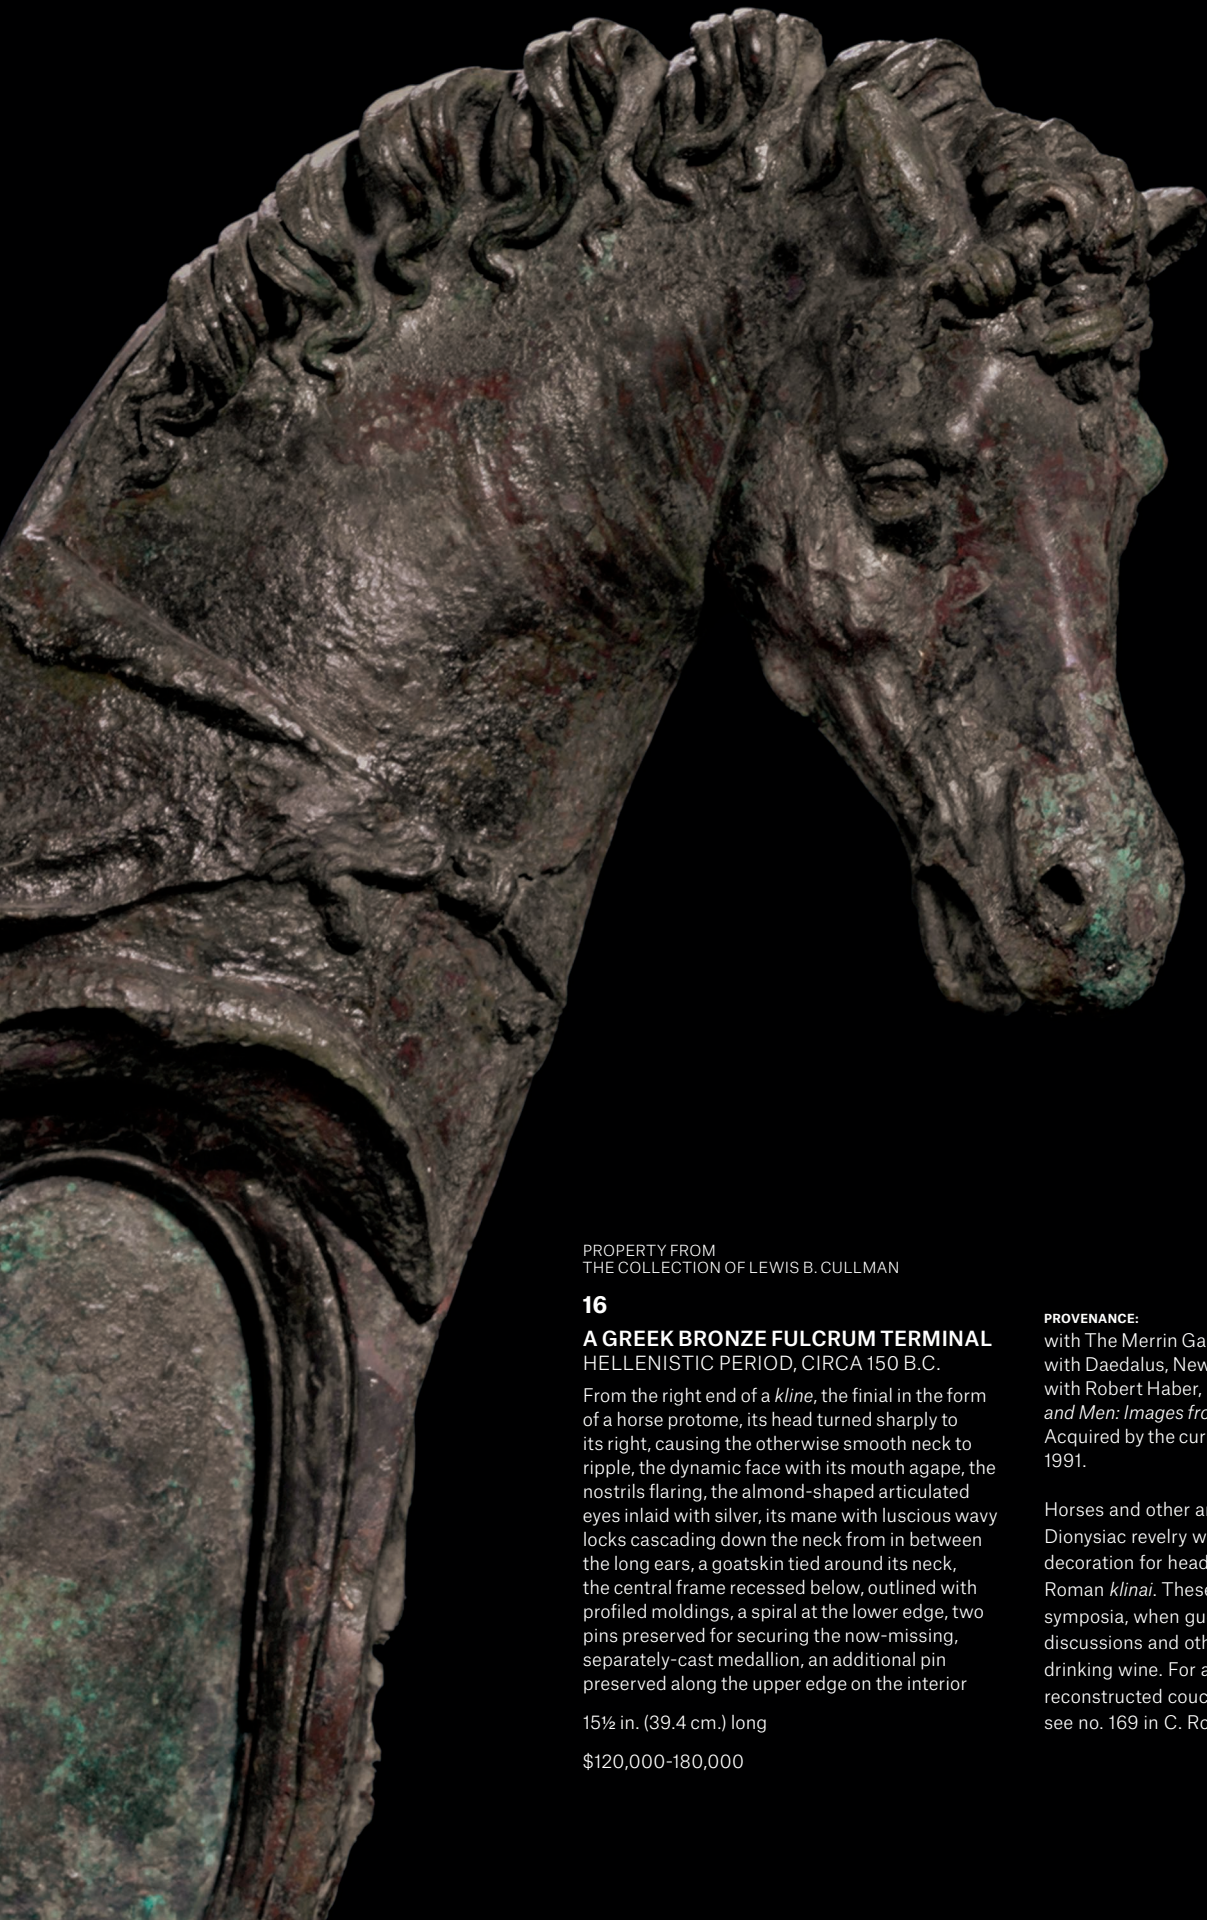 PROPERTY FROM
THE COLLECTION OF LEWIS B. CULLMAN
16
A GREEK BRONZE FULCRUM TERMINAL
HELLENISTIC PERIOD, CIRCA 150 B.C.
From the right end of a kline, the finial in the form
of a horse protome, its head turned sharply to
its right, causing the otherwise smooth neck to
ripple, the dynamic face with its mouth agape, the
nostrils flaring, the almond-shaped articulated
eyes inlaid with silver, its mane with luscious wavy
locks cascading down the neck from in between
the long ears, a goatskin tied around its neck,
the central frame recessed below, outlined with
profiled moldings, a spiral at the lower edge, two
pins preserved for securing the now-missing,
separately-cast medallion, an additional pin
preserved along the upper edge on the interior
15½ in. (39.4 cm.) long
$120,000-180,000
PROVENANCE:
with The Merrin
with Daedalus, New
with Robert Haber,
and Men: Images
Acquired by the
1991.
Horses and other
Dionysiac revelry
decoration for
Roman klinai. These
symposia, when
discussions and
drinking wine. For
reconstructed
see no. 169 in C.